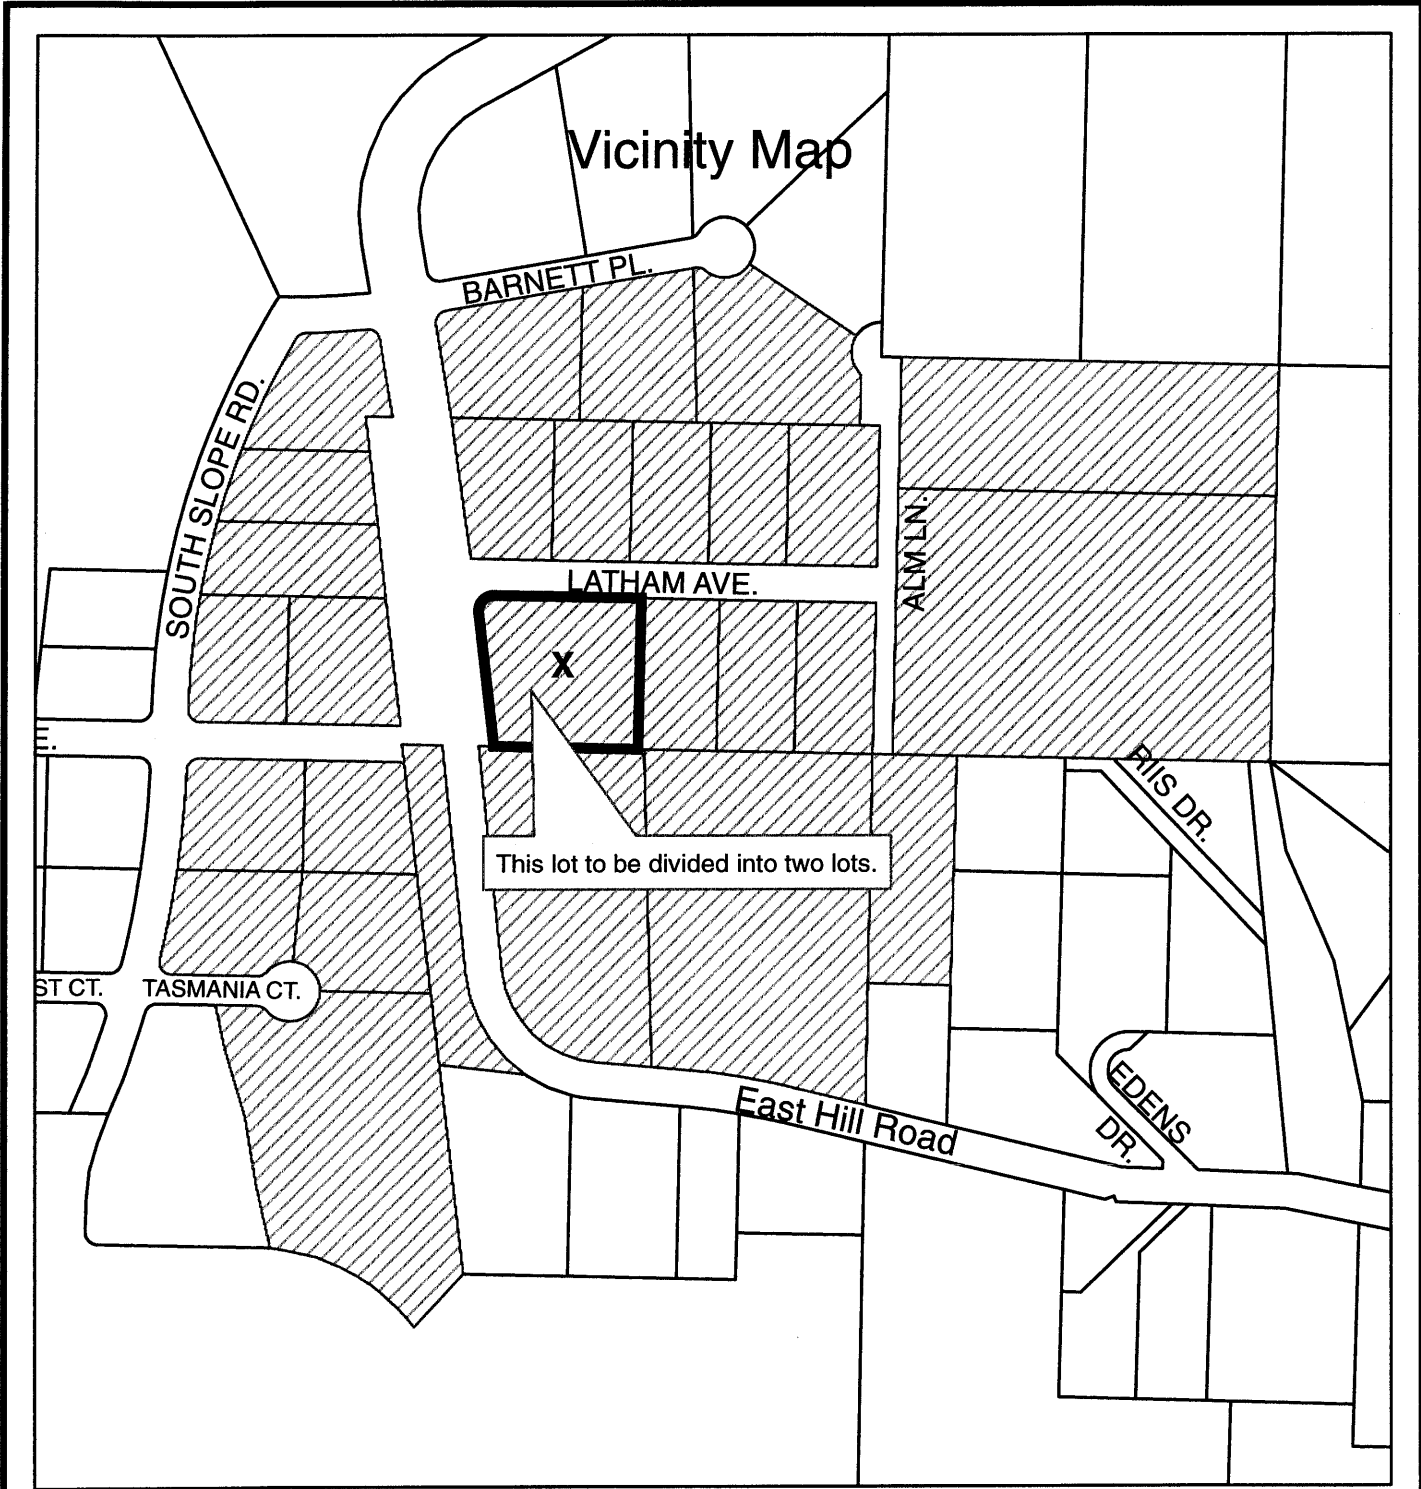 Vicinity Map
BARNETT PL.
SOUTH SLOPE RD.
ALM LN.
LATHAM AVE.
X
E.
RIIS DR.
This lot to be divided into two lots.
ST CT.
TASMANIA CT.
EDENS
DR.
East Hill Road